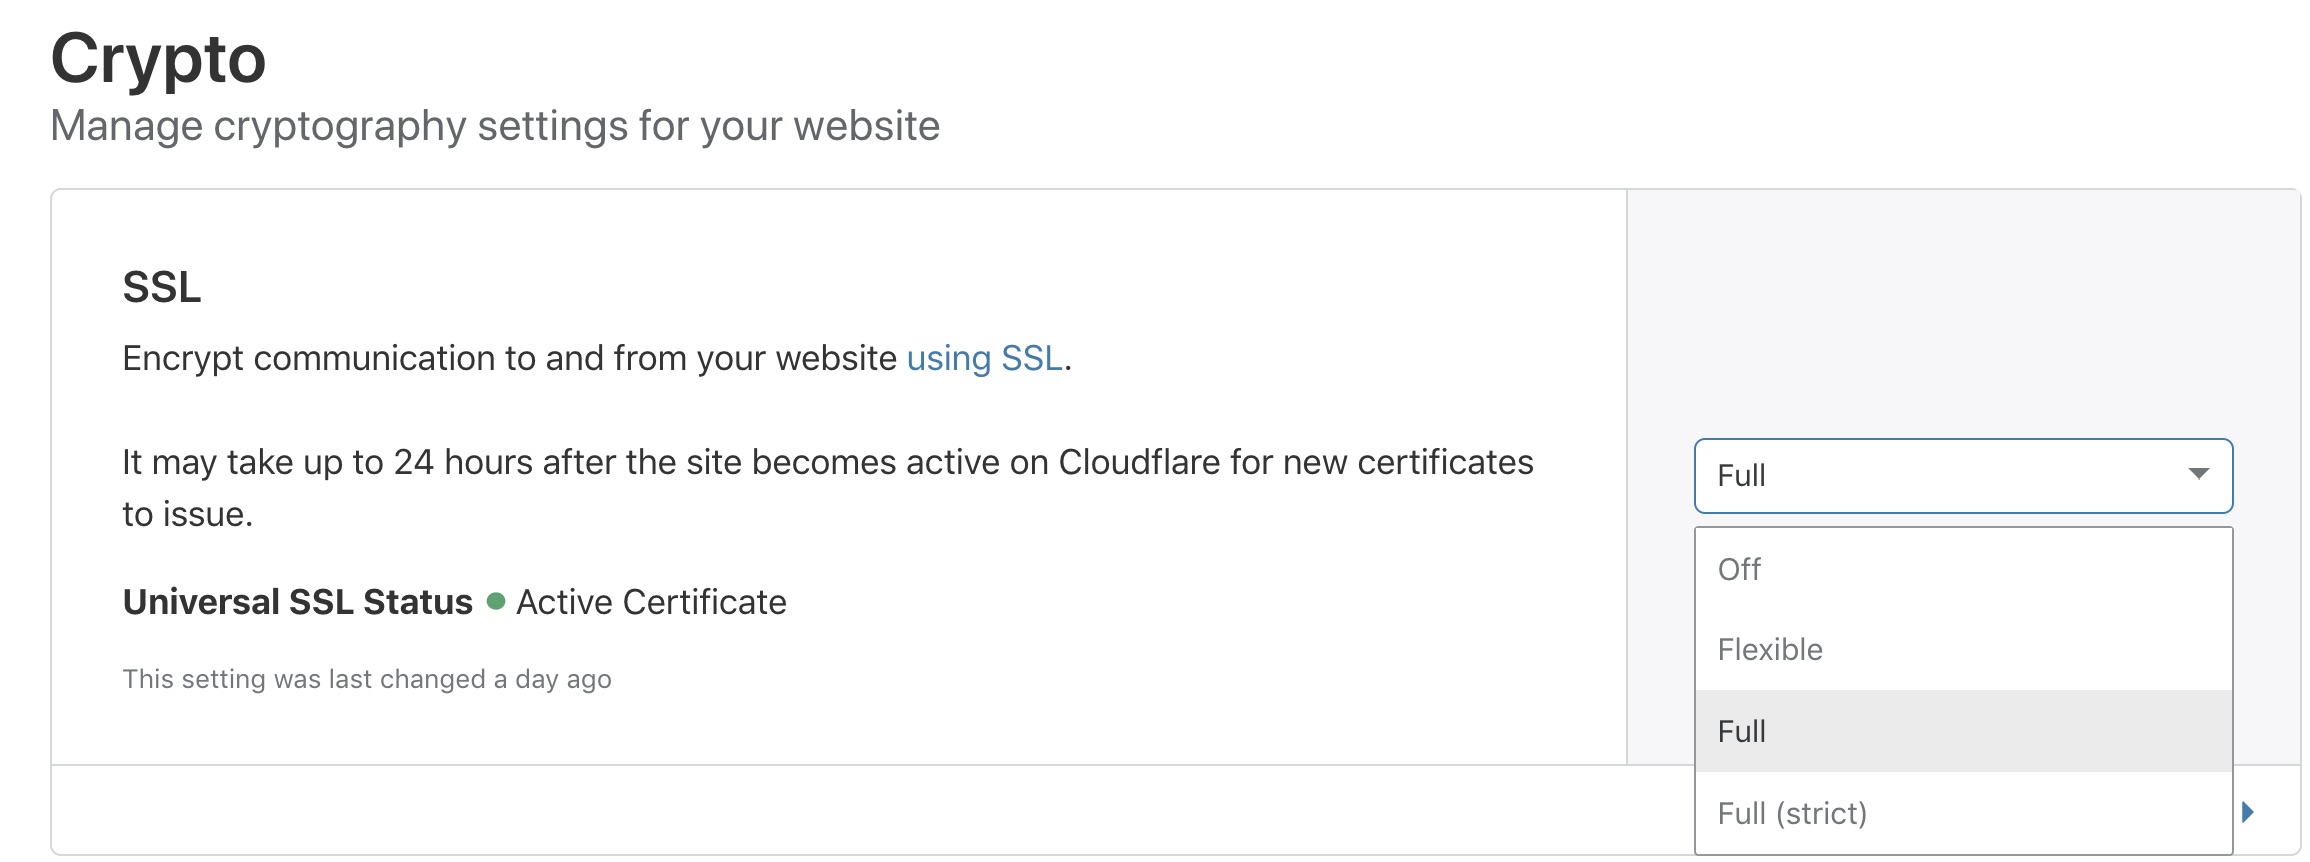 Crypto
Manage cryptography settings for your website
SSL
Encrypt communication to and from your website using SSL.
It may take up to 24 hours after the site becomes active on Cloudflare for new certificates
to issue.
Universal SSL Status ● Active Certificate
This setting was last changed a day ago
Full
Off
Flexible
Full
Full (strict)